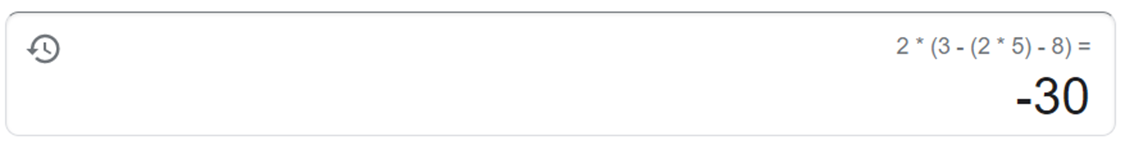 2 * (3 - (2 * 5) - 8) =
-30